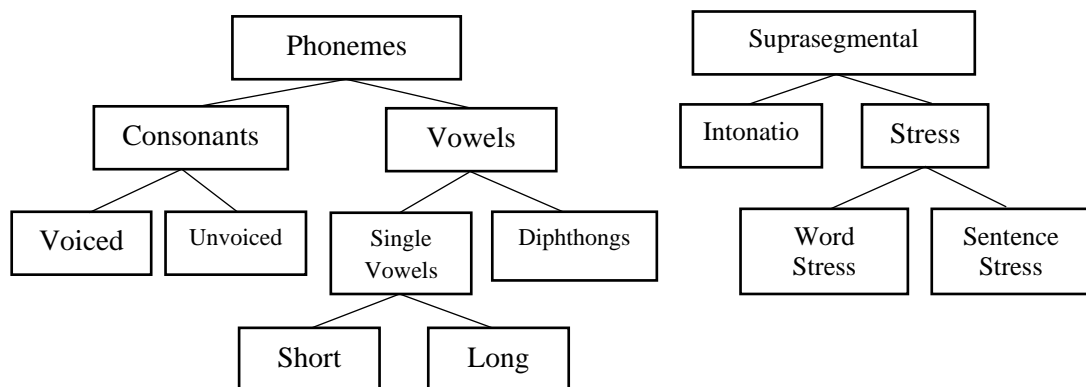 Phonemes
Suprasegmental
Consonants
Vowels
Intonatio
Stress
Voiced
Unvoiced
Single
Vowels
Diphthongs
Word
Stress
Sentence
Stress
Short
Long